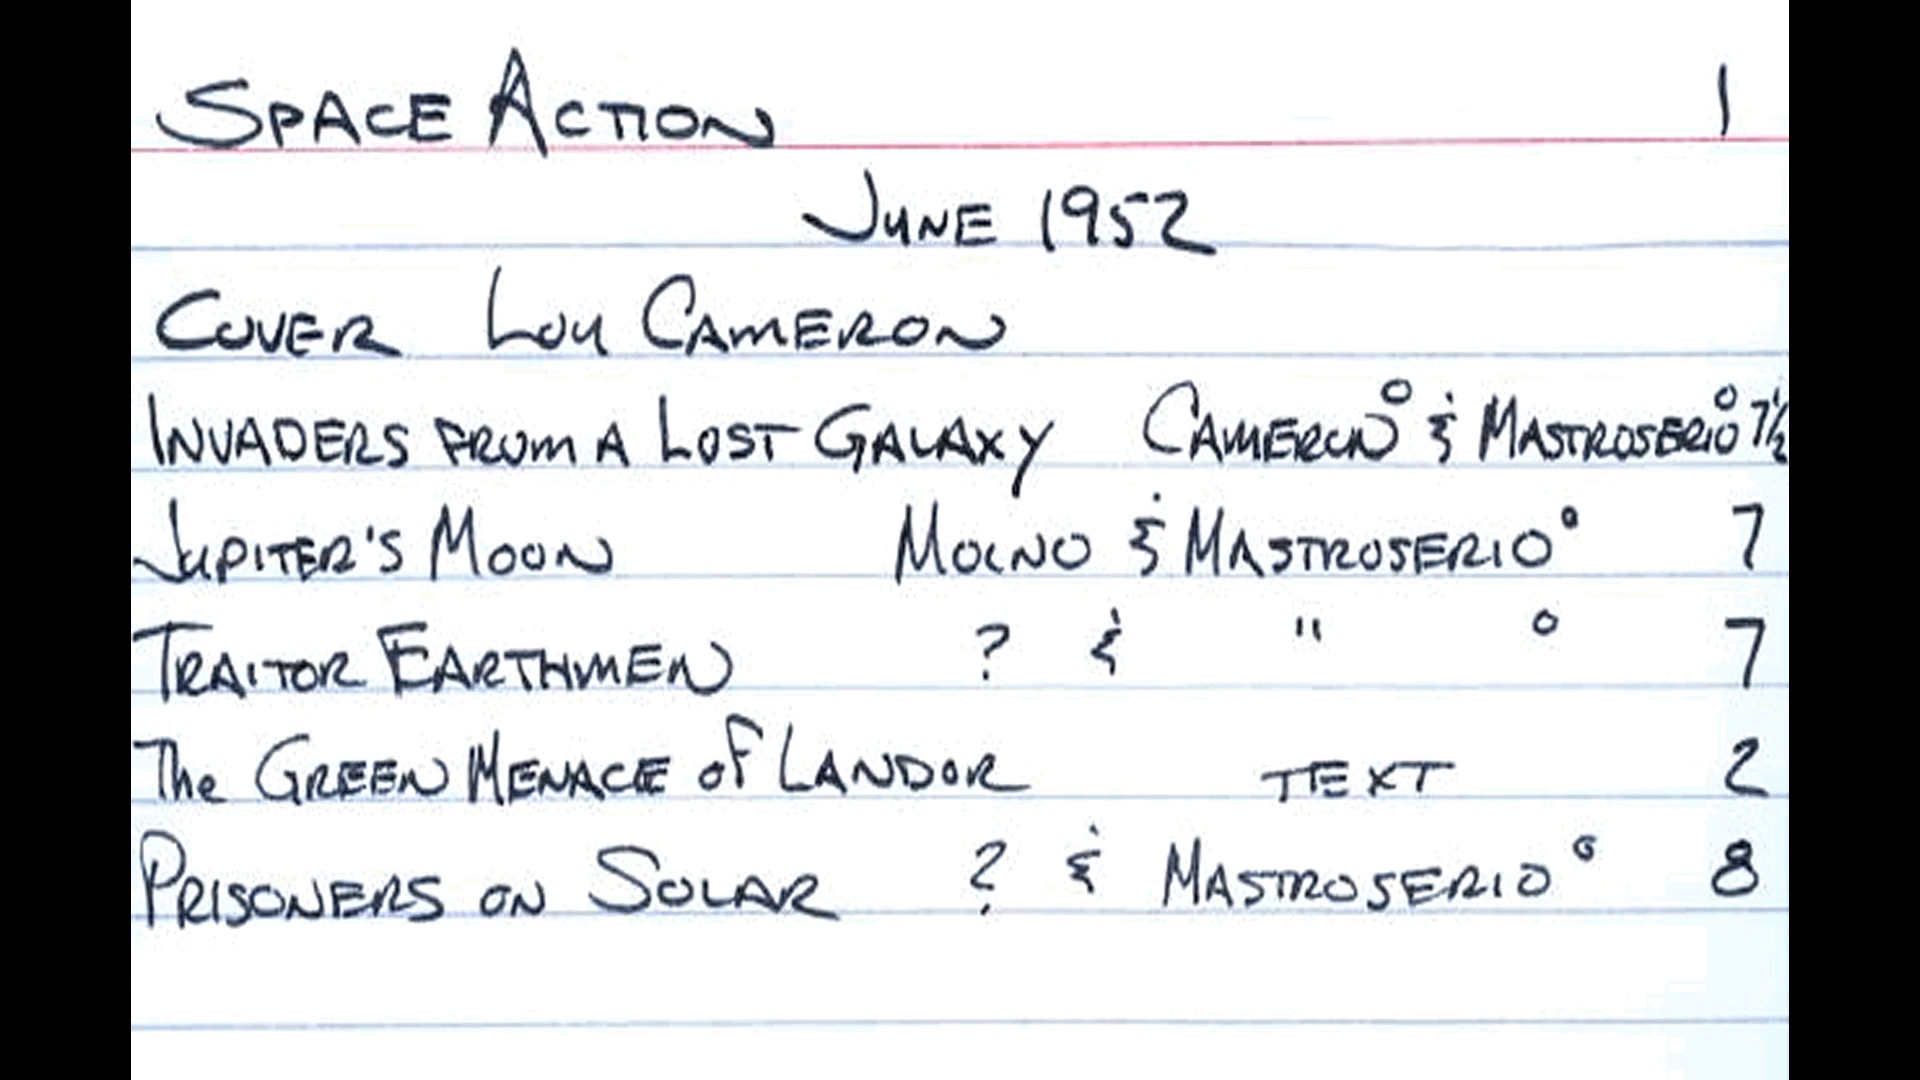 SPACE ACTION 1
JUNE 1952
COVER LOU CAMERON
INVADERS FROM A LOST GALAXY CAMERON° & MASTROSERIO° 7½
JUPITER'S MOON MOLNO & MASTROSERIO° 7
TRAITOR EARTHMEN ? & " ° 7
The GREEN MENACE OF LANDOR TEXT 2
PRISONERS ON SOLAR ? & MASTROSERIO° 8